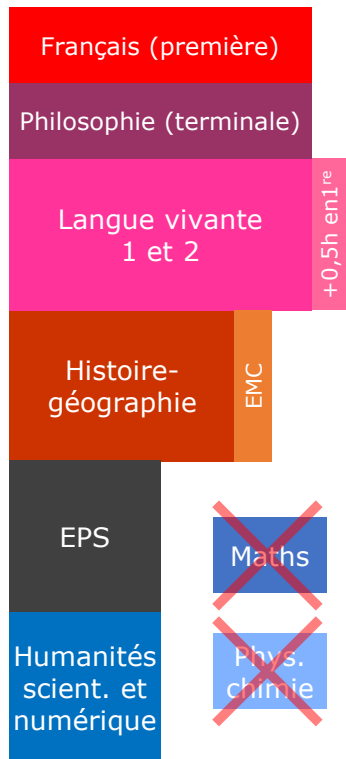 Français (première)
Philosophie (terminale)
Langue vivante
1 et 2
+0,5h en1re
Histoire-
géographie
EMC
EPS
Maths
Humanités
scient. et
numérique
Phys.
chimie